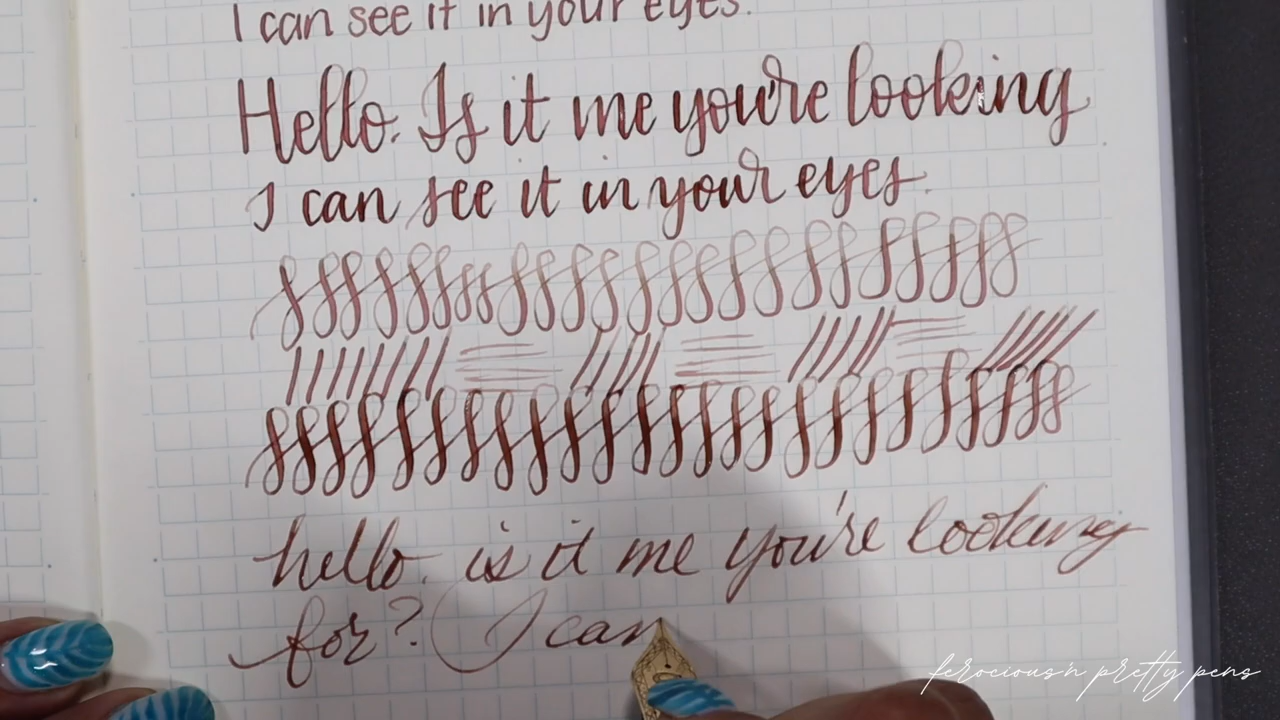 I can see it in your eyes.
Hello. Is it me you're looking
I can see it in your eyes.
hello. is it me you're looking
for? I can
ferocious'n pretty pens